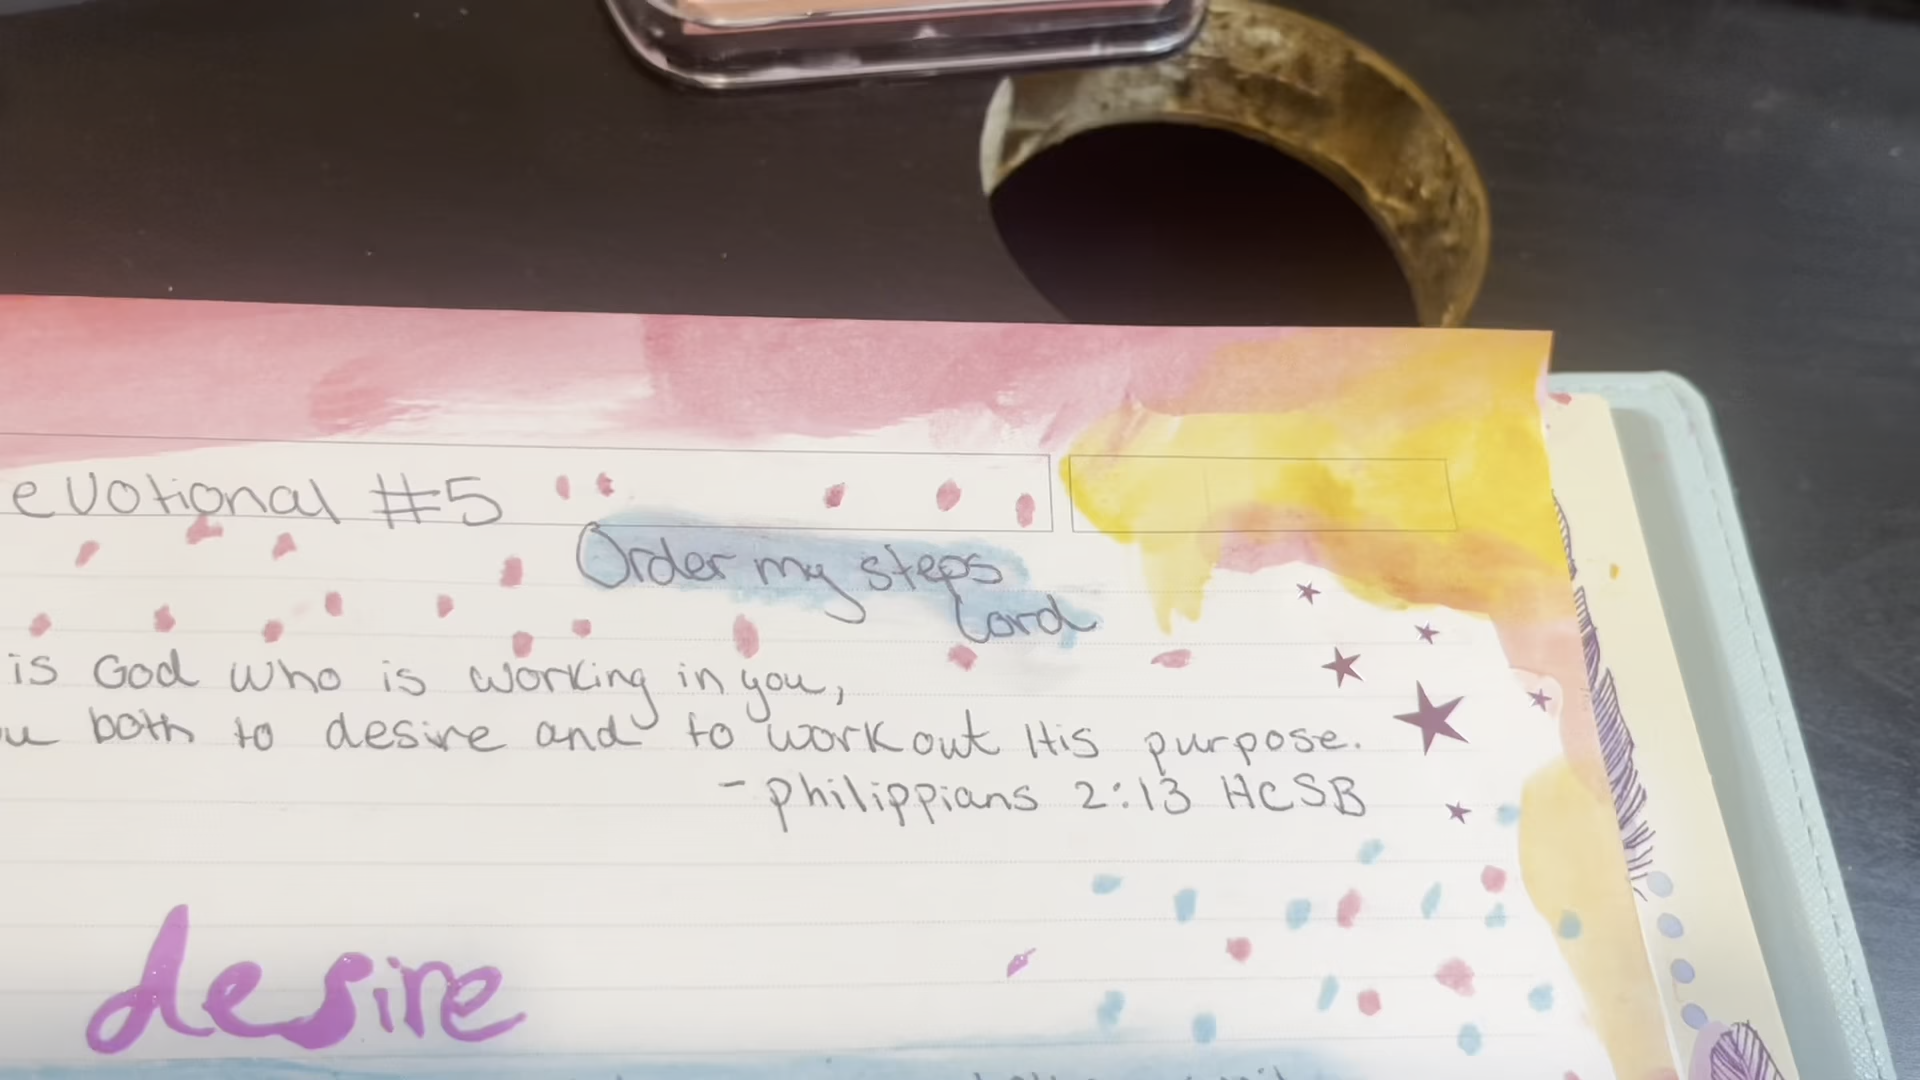 evotional #5
Order my steps
Lord
is God who is working in you,
both to desire and to work out His purpose.
- philippians 2:13 HCSB
desire